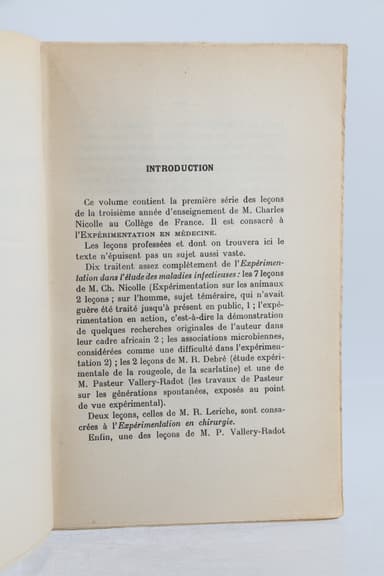 INTRODUCTION
Ce volume contient la première série des leçons
de la troisième année d'enseignement de M. Charles
Nicolle au Collège de France. Il est consacré à
l'EXPÉRIMENTATION EN MÉDECINE.
Les leçons professées et dont on trouvera ici le
texte n'épuisent pas un sujet aussi vaste.
Dix traitent assez complètement de l'Expérimen-
tation dans l'étude des maladies infectieuses : les 7 leçons
de M. Ch. Nicolle (Expérimentation sur les animaux
2 leçons ; sur l'homme, sujet téméraire, qui n'avait
guère été traité jusqu'à présent en public, 1 ; l'expé-
rimentation en action, c'est-à-dire la démonstration
de quelques recherches originales de l'auteur dans
leur cadre africain 2 ; les associations microbiennes,
considérées comme une difficulté dans l'expérimen-
tation 2) ; les 2 leçons de M. R. Debré (étude expéri-
mentale de la rougeole, de la scarlatine) et une de
M. Pasteur Vallery-Radot (les travaux de Pasteur
sur les générations spontanées, exposés au point
de vue expérimental).
Deux leçons, celles de M. R. Leriche, sont consa-
crées à l'Expérimentation en chirurgie.
Enfin, une des leçons de M. P. Vallery-Radot